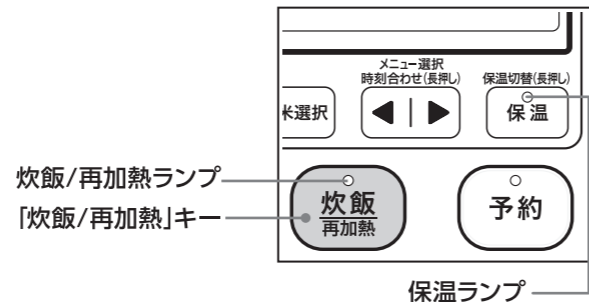 メニュー選択
時刻合わせ(長押し)
保温切替(長押し)
米選択
◀ | ▶
保温
炊飯/再加熱ランプ
炊飯
再加熱
予約
「炊飯/再加熱」キー
保温ランプ